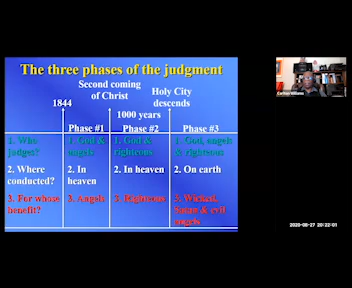 The three phases of the judgment
Second coming
of Christ
Holy City
descends
1844
1000 years
Phase #1
Phase #2
Phase #3
1. Who
judges?
1. God &
angels
1. God &
righteous
1. God, angels
& righteous
2. Where
conducted?
2. In
heaven
2. In heaven
2. On earth
3. For whose
benefit?
3. Angels
3. Righteous
3. Wicked,
Satan & evil
angels
2020-08-27 20:22:01